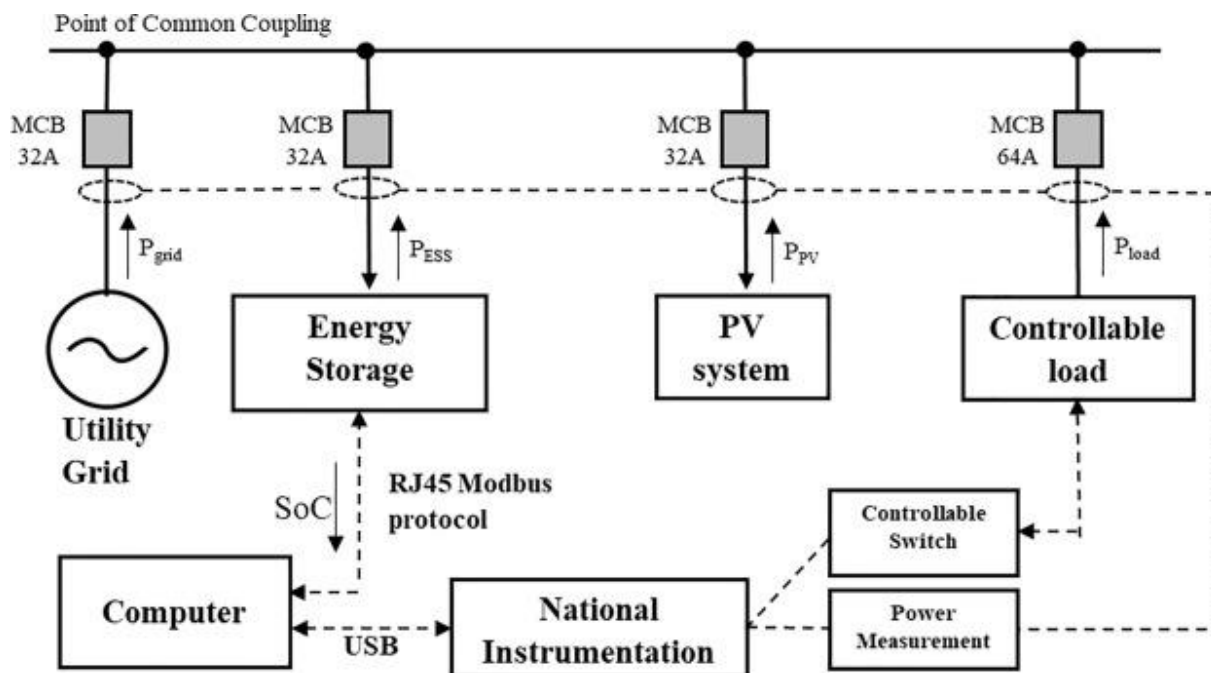 Point of Common Coupling
MCB
32A
MCB
32A
MCB
32A
MCB
64A
Pgrid
PESS
PPV
Pload
Energy
Storage
PV
system
Controllable
load
Utility
Grid
SoC
RJ45 Modbus
protocol
Controllable
Switch
Computer
USB
National
Instrumentation
Power
Measurement